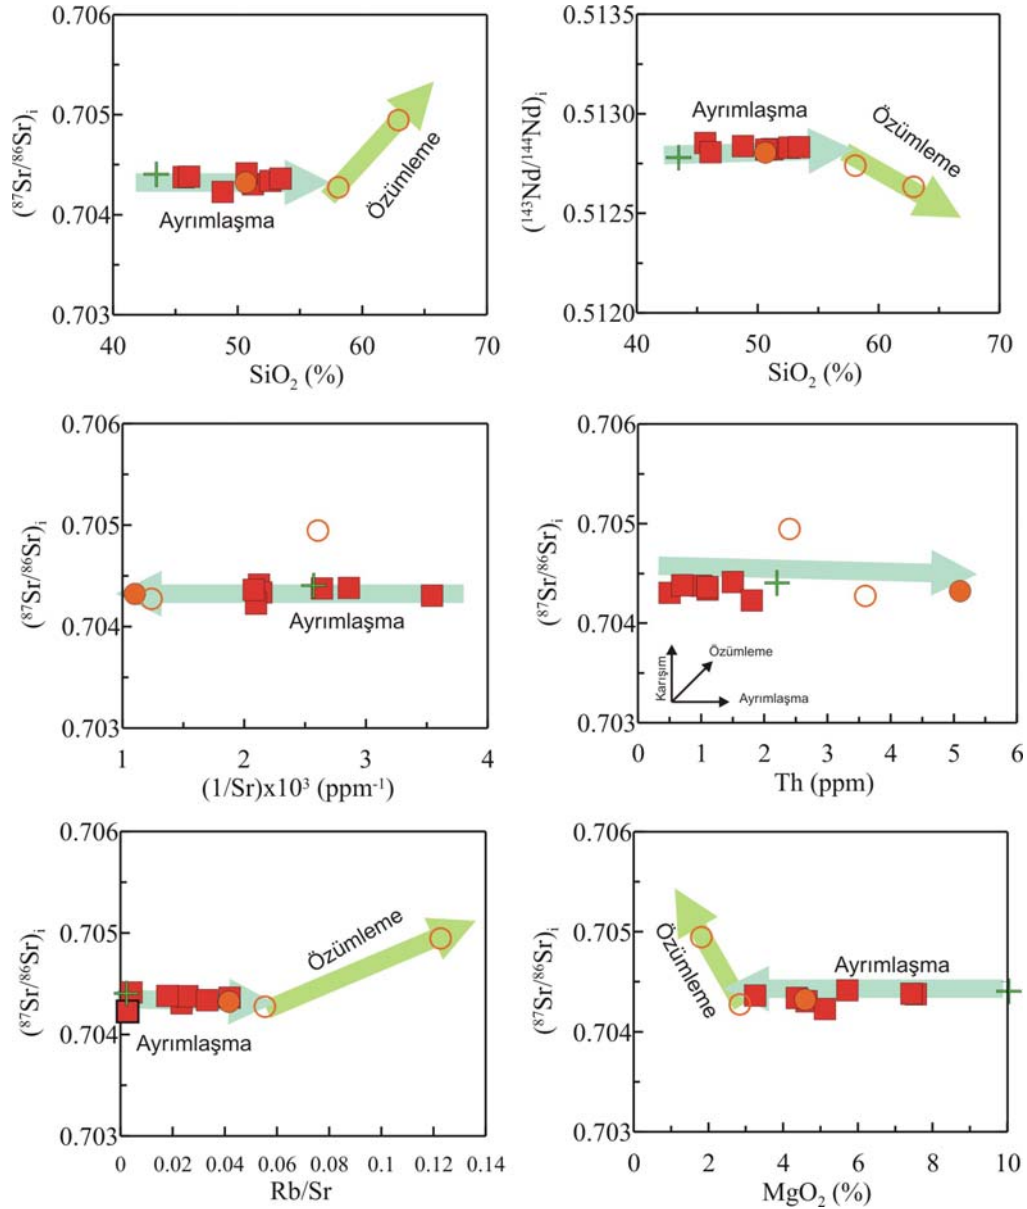 0.706
0.705
0.704
0.703
(⁸⁷Sr/⁸⁶Sr)ᵢ
Ayrımlaşma
Özümleme
40 50 60 70
SiO₂ (%)
0.5135
0.5130
0.5125
0.5120
(¹⁴³Nd/¹⁴⁴Nd)ᵢ
Ayrımlaşma
Özümleme
40 50 60 70
SiO₂ (%)
0.706
0.705
0.704
0.703
(⁸⁷Sr/⁸⁶Sr)ᵢ
Ayrımlaşma
1 2 3 4
(1/Sr)x10³ (ppm⁻¹)
0.706
0.705
0.704
0.703
(⁸⁷Sr/⁸⁶Sr)ᵢ
Karışım
Özümleme
Ayrımlaşma
0 1 2 3 4 5 6
Th (ppm)
0.706
0.705
0.704
0.703
(⁸⁷Sr/⁸⁶Sr)ᵢ
Özümleme
Ayrımlaşma
0 0.02 0.04 0.06 0.08 0.1 0.12 0.14
Rb/Sr
0.706
0.705
0.704
0.703
(⁸⁷Sr/⁸⁶Sr)ᵢ
Özümleme
Ayrımlaşma
0 2 4 6 8 10
MgO₂ (%)